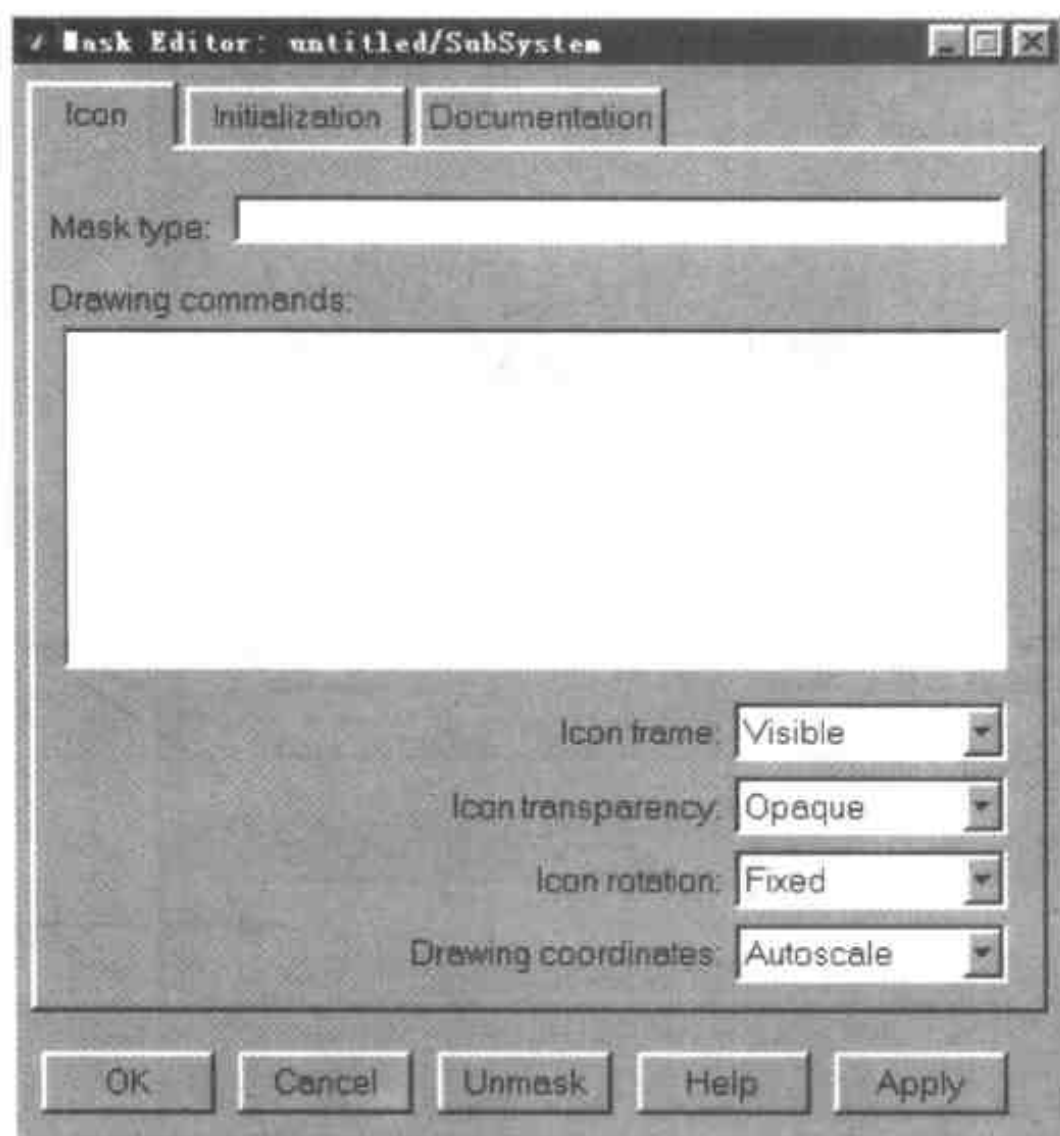 Mask Editor: untitled/SubSystem
Icon Initialization Documentation
Mask type:
Drawing commands:
Icon frame: Visible
Icon transparency: Opaque
Icon rotation: Fixed
Drawing coordinates: Autoscale
OK Cancel Unmask Help Apply